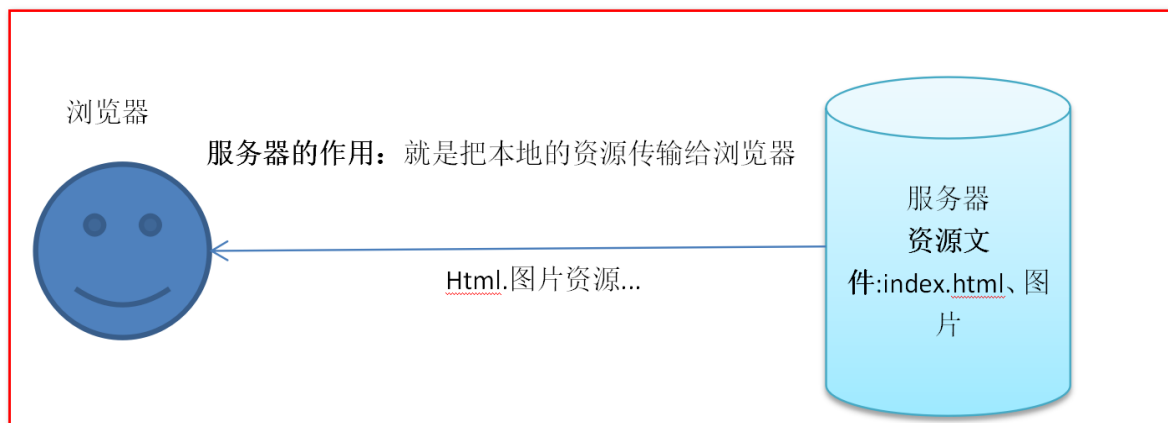 浏览器
服务器的作用：就是把本地的资源传输给浏览器
Html.图片资源...
服务器
资源文
件:index.html、图
片